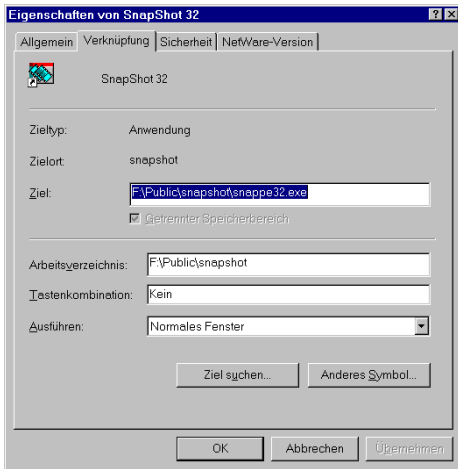 Eigenschaften von SnapShot 32
Allgemein Verknüpfung Sicherheit NetWare-Version
SnapShot 32
Zieltyp: Anwendung
Zielort: snapshot
Ziel: F:\Public\snapshot\snappe32.exe
Getrennter Speicherbereich
Arbeitsverzeichnis: F:\Public\snapshot
Tastenkombination: Kein
Ausführen: Normales Fenster
Ziel suchen... Anderes Symbol...
OK Abbrechen Übernehmen